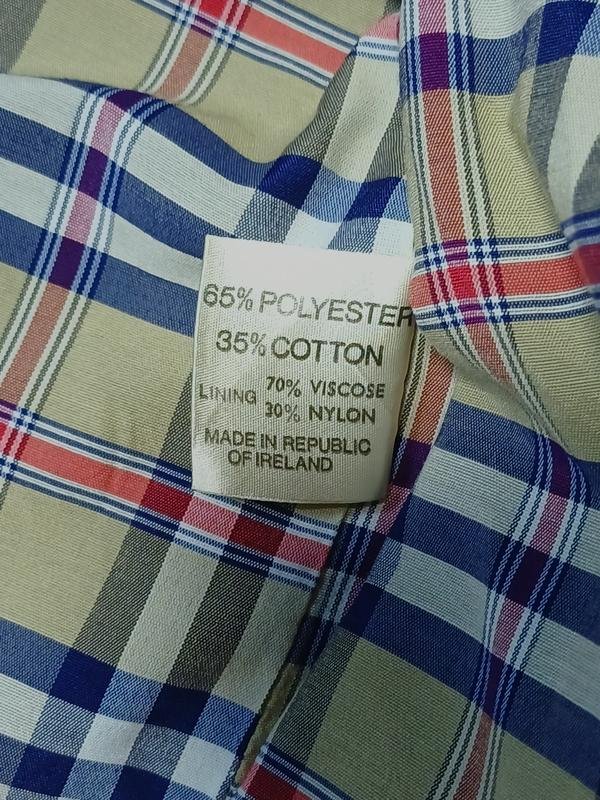 65% POLYESTER
35% COTTON
LINING 70% VISCOSE
30% NYLON
MADE IN REPUBLIC
OF IRELAND